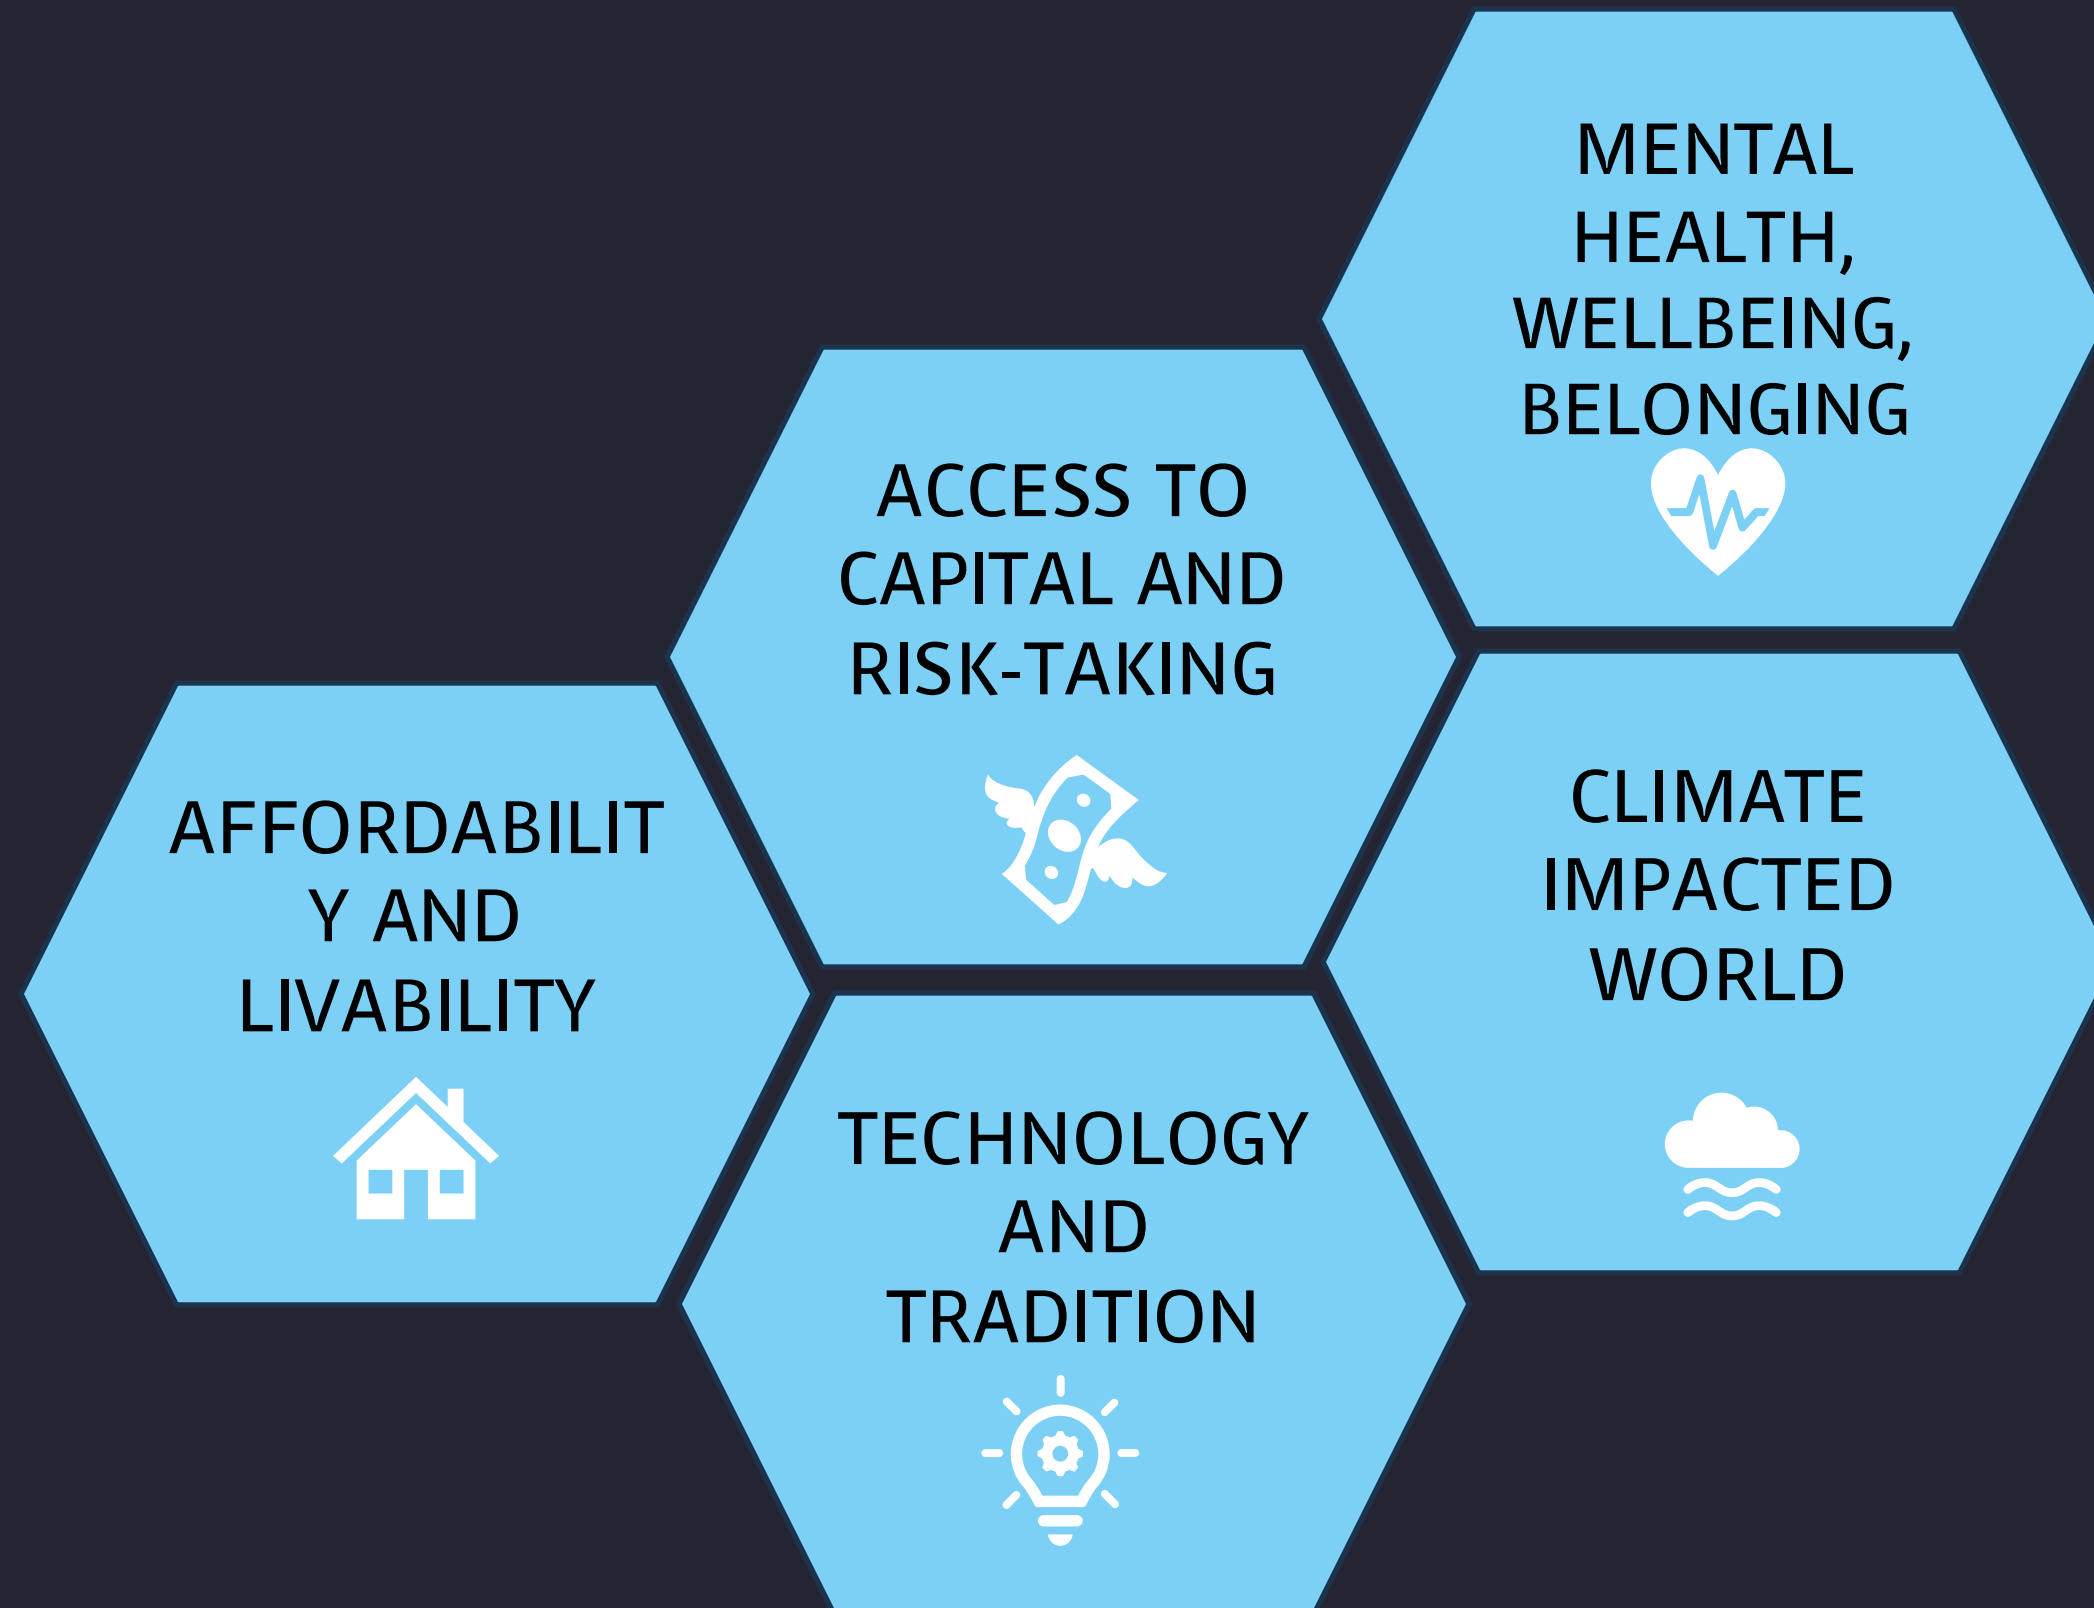 MENTAL
HEALTH,
WELLBEING,
BELONGING
ACCESS TO
CAPITAL AND
RISK-TAKING
AFFORDABILIT
Y AND
LIVABILITY
CLIMATE
IMPACTED
WORLD
TECHNOLOGY
AND
TRADITION